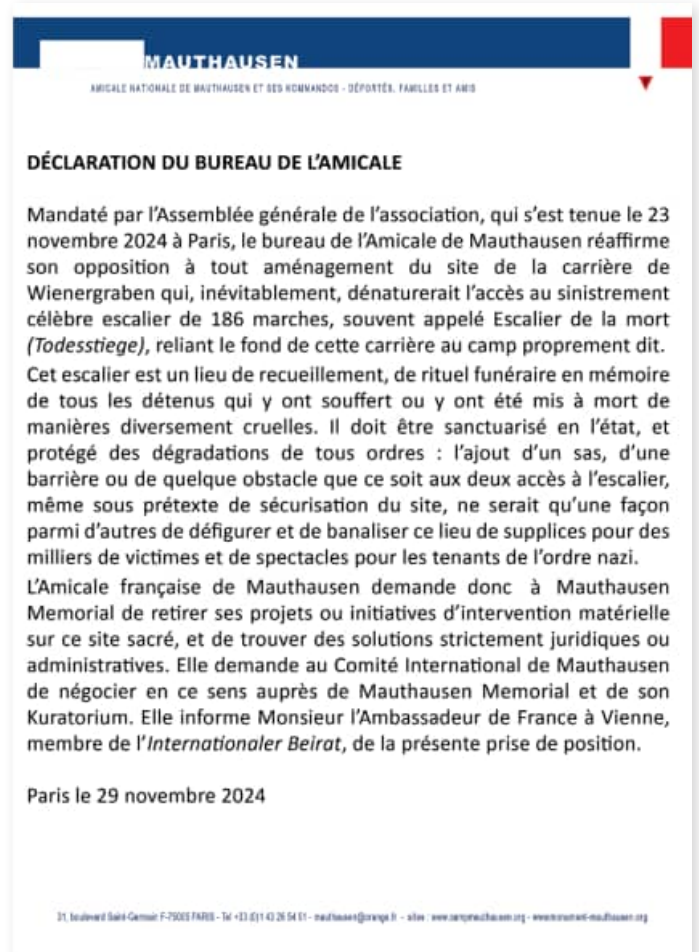 MAUTHAUSEN
AMICALE NATIONALE DE MAUTHAUSEN ET SES KOMMANDOS - DÉPORTÉS, FAMILLES ET AMIS
DÉCLARATION DU BUREAU DE L’AMICALE
Mandaté par l’Assemblée générale de l’association, qui s’est tenue le 23
novembre 2024 à Paris, le bureau de l’Amicale de Mauthausen réaffirme
son opposition à tout aménagement du site de la carrière de
Wienergraben qui, inévitablement, dénaturerait l’accès au sinistrement
célèbre escalier de 186 marches, souvent appelé Escalier de la mort
(Todesstiege), reliant le fond de cette carrière au camp proprement dit.
Cet escalier est un lieu de recueillement, de rituel funéraire en mémoire
de tous les détenus qui y ont souffert ou y ont été mis à mort de
manières diversement cruelles. Il doit être sanctuarisé en l’état, et
protégé des dégradations de tous ordres : l’ajout d’un sas, d’une
barrière ou de quelque obstacle que ce soit aux deux accès à l’escalier,
même sous prétexte de sécurisation du site, ne serait qu’une façon
parmi d’autres de défigurer et de banaliser ce lieu de supplices pour des
milliers de victimes et de spectacles pour les tenants de l’ordre nazi.
L’Amicale française de Mauthausen demande donc à Mauthausen
Memorial de retirer ses projets ou initiatives d’intervention matérielle
sur ce site sacré, et de trouver des solutions strictement juridiques ou
administratives. Elle demande au Comité International de Mauthausen
de négocier en ce sens auprès de Mauthausen Memorial et de son
Kuratorium. Elle informe Monsieur l’Ambassadeur de France à Vienne,
membre de l’Internationaler Beirat, de la présente prise de position.
Paris le 29 novembre 2024
31, boulevard Saint-Germain F-75005 PARIS - Tel +33 (0)1 43 26 54 51 - mauthausen@orange.fr - sites : www.campmauthausen.org - www.monument-mauthausen.org